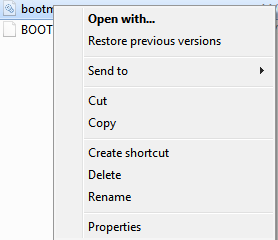 bootm
BOOT
Open with...
Restore previous versions
Send to
Cut
Copy
Create shortcut
Delete
Rename
Properties